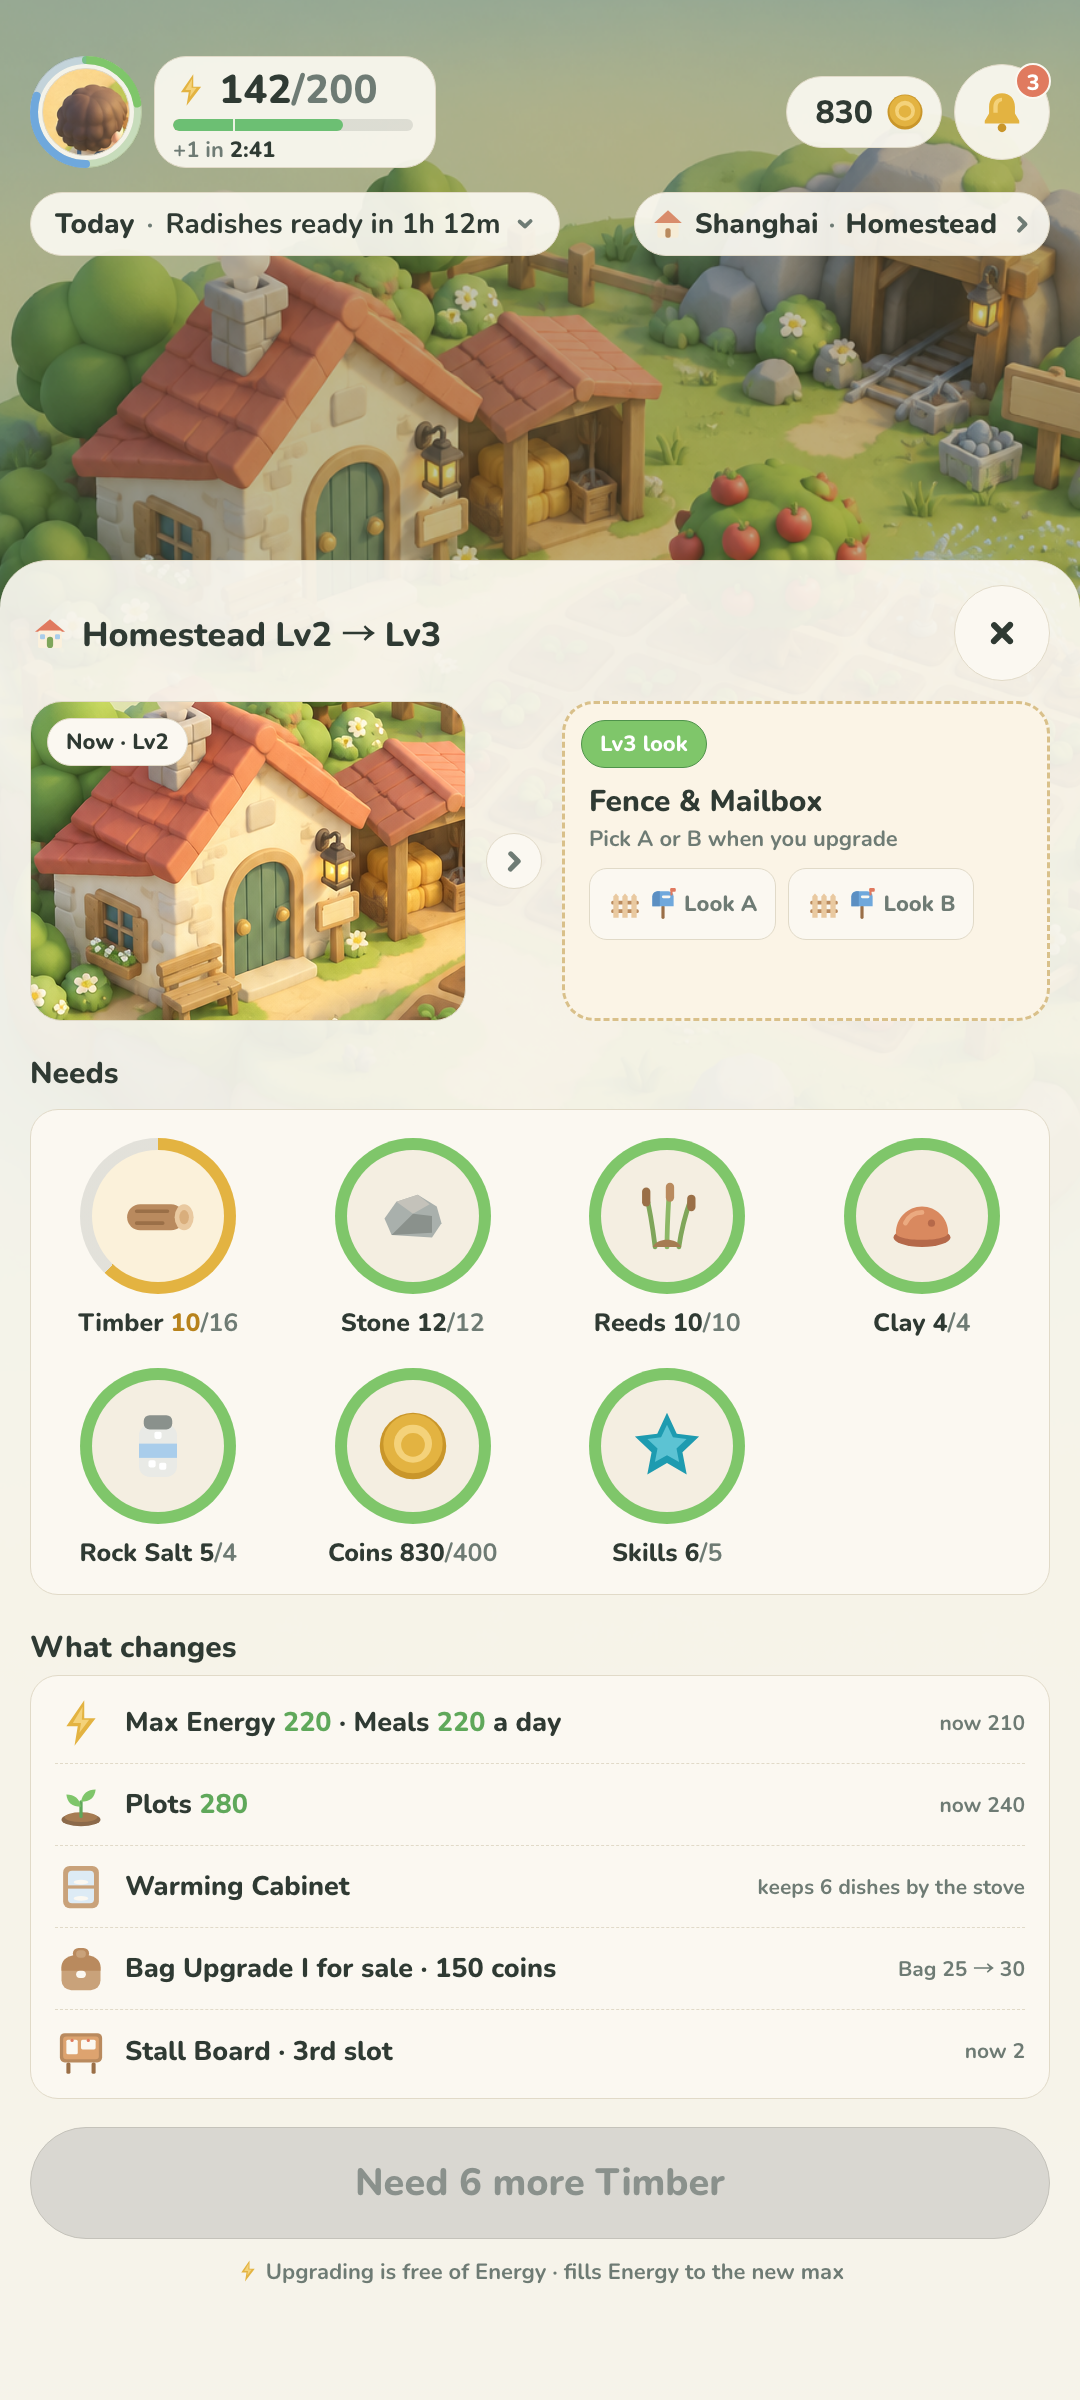 142/200
+1 in 2:41
830
3
Today · Radishes ready in 1h 12m
Shanghai · Homestead
Homestead Lv2 → Lv3
Now · Lv2
Lv3 look
Fence & Mailbox
Pick A or B when you upgrade
Look A
Look B
Needs
Timber 10/16
Stone 12/12
Reeds 10/10
Clay 4/4
Rock Salt 5/4
Coins 830/400
Skills 6/5
What changes
Max Energy 220 · Meals 220 a day
now 210
Plots 280
now 240
Warming Cabinet
keeps 6 dishes by the stove
Bag Upgrade I for sale · 150 coins
Bag 25 → 30
Stall Board · 3rd slot
now 2
Need 6 more Timber
Upgrading is free of Energy · fills Energy to the new max